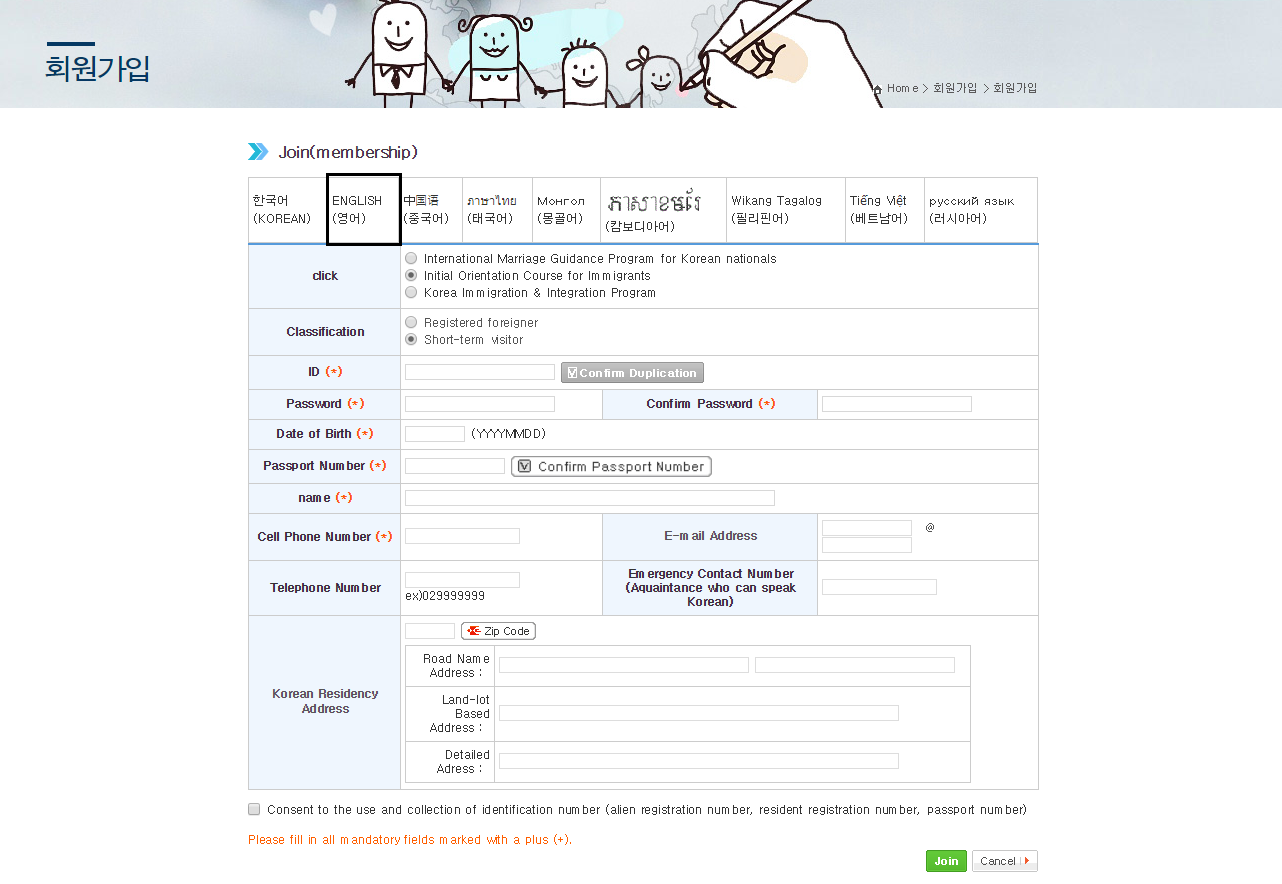 회원가입
Home > 회원가입 > 회원가입
Join(membership)
한국어
(KOREAN)
ENGLISH
(영어)
中国语
(중국어)
ภาษาไทย
(태국어)
Монгол
(몽골어)
ភាសាខមែរ
(캄보디아어)
Wikang Tagalog
(필리핀어)
Tiếng Việt
(베트남어)
русский язык
(러시아어)
click
International Marriage Guidance Program for Korean nationals
Initial Orientation Course for Immigrants
Korea Immigration & Integration Program
Classification
Registered foreigner
Short-term visitor
ID (*)
Confirm Duplication
Password (*)
Confirm Password (*)
Date of Birth (*)
(YYYYMMDD)
Passport Number (*)
Confirm Passport Number
name (*)
Cell Phone Number (*)
E-mail Address
@
Telephone Number
ex)029999999
Emergency Contact Number
(Aquaintance who can speak
Korean)
Korean Residency
Address
Zip Code
Road Name
Address :
Land-lot
Based
Address :
Detailed
Adress :
Consent to the use and collection of identification number (alien registration number, resident registration number, passport number)
Please fill in all mandatory fields marked with a plus (+).
Join
Cancel